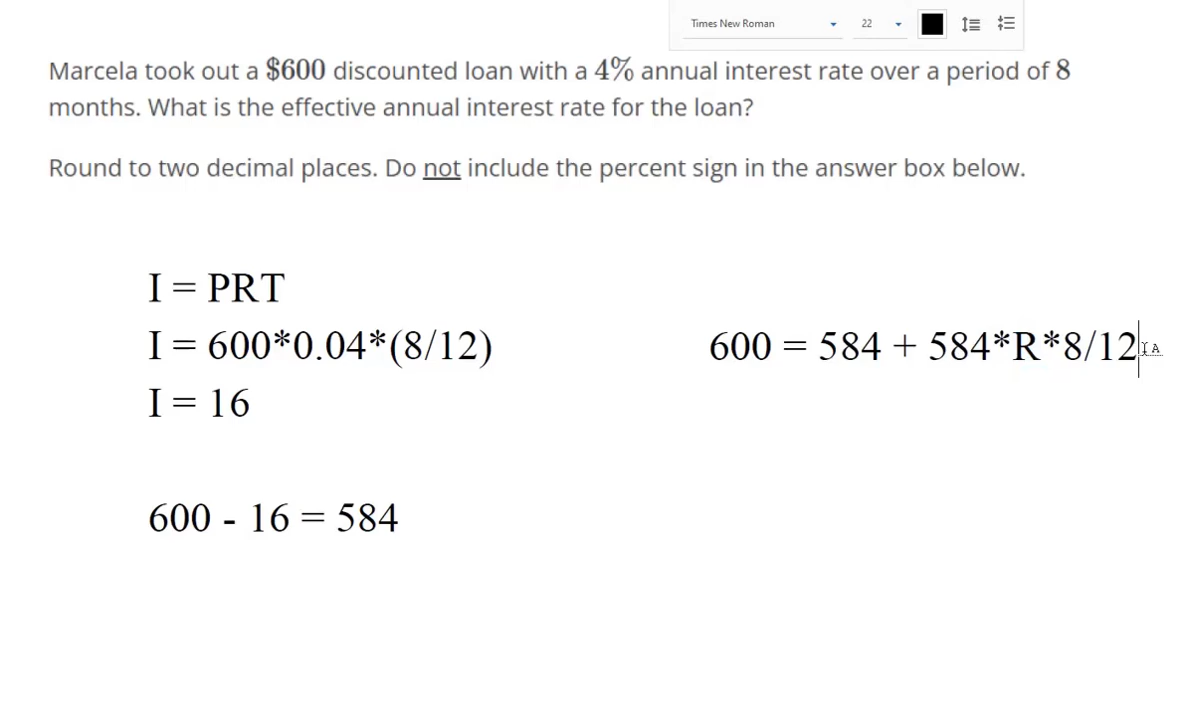 Times New Roman 22
Marcela took out a $600 discounted loan with a 4% annual interest rate over a period of 8
months. What is the effective annual interest rate for the loan?
Round to two decimal places. Do not include the percent sign in the answer box below.
I = PRT
I = 600*0.04*(8/12)
I = 16
600 - 16 = 584
600 = 584 + 584*R*8/12